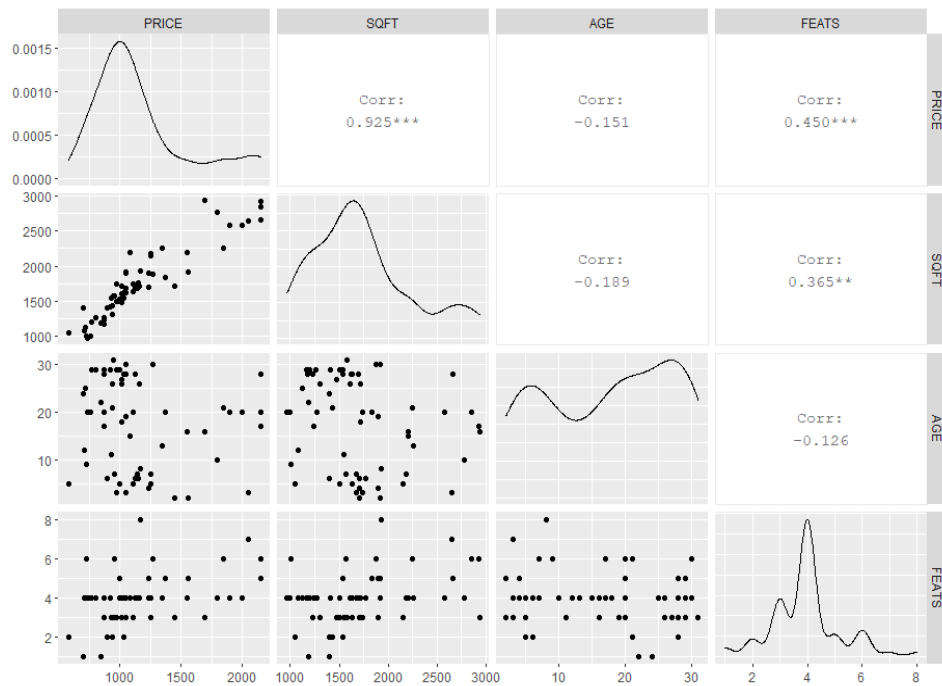 PRICE SQFT AGE FEATS
0.0015
0.0010
0.0005
0.0000
Corr:
0.925***
Corr:
-0.151
Corr:
0.450***
PRICE
3000
2500
2000
1500
1000
Corr:
-0.189
Corr:
0.365**
SQFT
30
20
10
Corr:
-0.126
AGE
8
6
4
2
FEATS
1000 1500 2000 1000 1500 2000 2500 3000 10 20 30 2 4 6 8